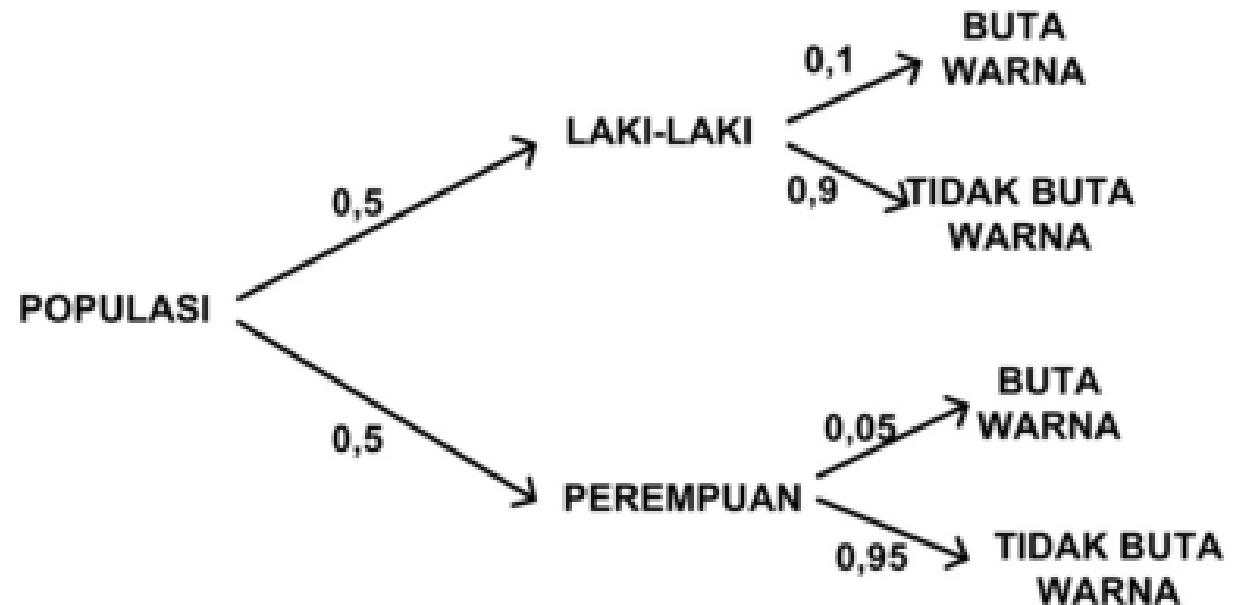 BUTA
WARNA
0,1
LAKI-LAKI
0,9
TIDAK BUTA
WARNA
0,5
POPULASI
0,5
BUTA
WARNA
0,05
PEREMPUAN
0,95
TIDAK BUTA
WARNA